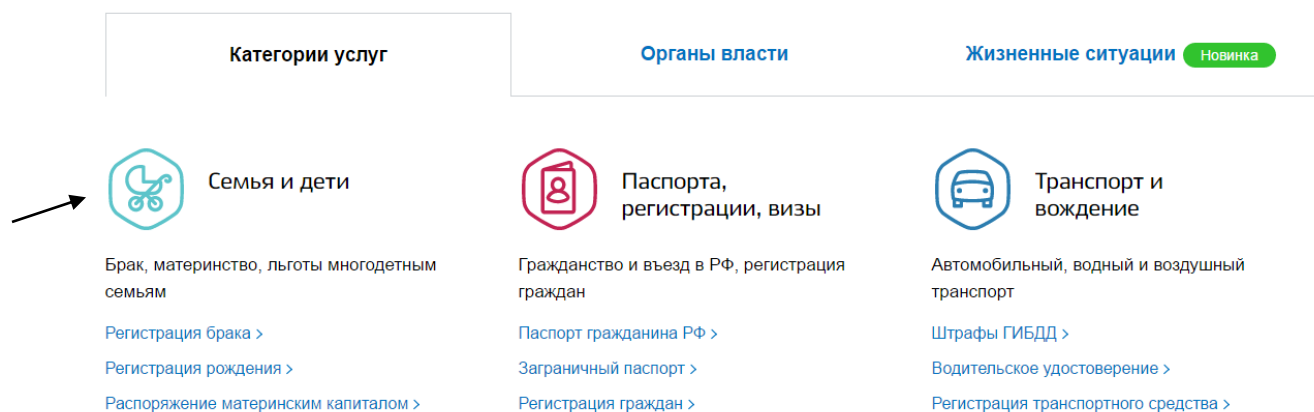 Категории услуг
Органы власти
Жизненные ситуации Новинка
Семья и дети
Брак, материнство, льготы многодетным
семьям
Регистрация брака >
Регистрация рождения >
Распоряжение материнским капиталом >
Паспорта,
регистрации, визы
Гражданство и въезд в РФ, регистрация
граждан
Паспорт гражданина РФ >
Заграничный паспорт >
Регистрация граждан >
Транспорт и
вождение
Автомобильный, водный и воздушный
транспорт
Штрафы ГИБДД >
Водительское удостоверение >
Регистрация транспортного средства >